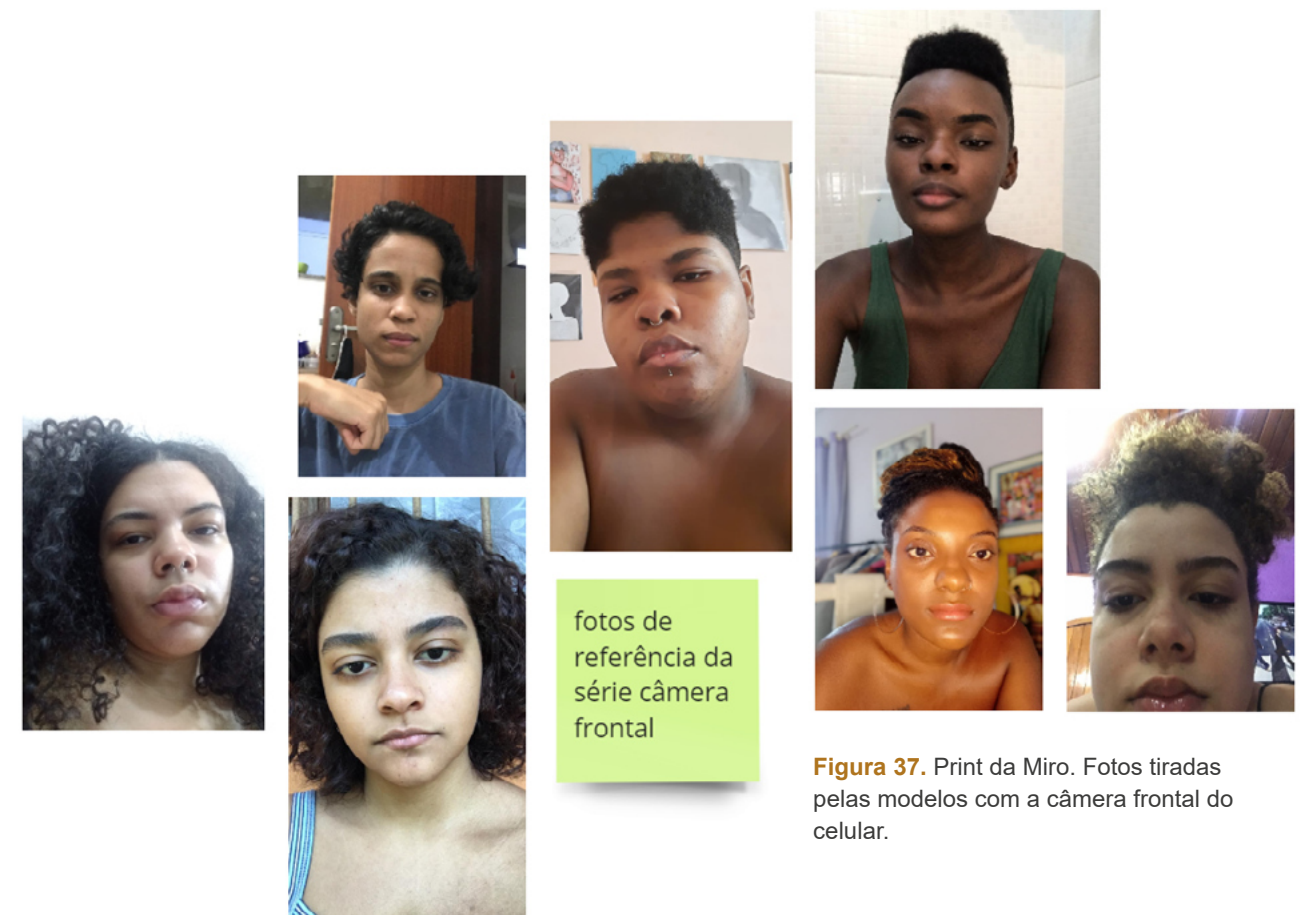 fotos de
referência da
série câmera
frontal
Figura 37. Print da Miro. Fotos tiradas
pelas modelos com a câmera frontal do
celular.